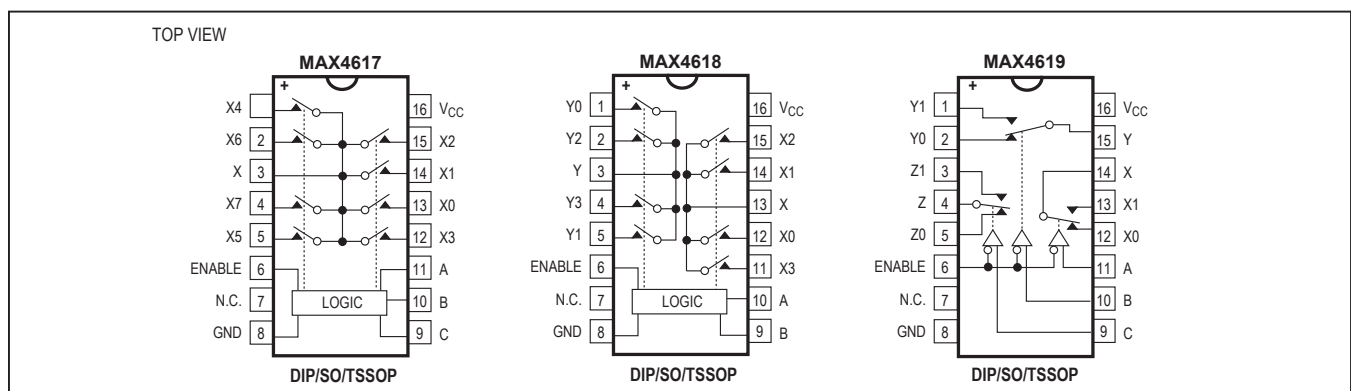 TOP VIEW
MAX4617
+
X4 16 VCC
X6 2 15 X2
X 3 14 X1
X7 4 13 X0
X5 5 12 X3
ENABLE 6 11 A
N.C. 7 LOGIC 10 B
GND 8 9 C
DIP/SO/TSSOP
MAX4618
+
Y0 1 16 VCC
Y2 2 15 X2
Y 3 14 X1
Y3 4 13 X
Y1 5 12 X0
ENABLE 6 11 X3
N.C. 7 LOGIC 10 A
GND 8 9 B
DIP/SO/TSSOP
MAX4619
+
Y1 1 16 VCC
Y0 2 15 Y
Z1 3 14 X
Z 4 13 X1
Z0 5 12 X0
ENABLE 6 11 A
N.C. 7 10 B
GND 8 9 C
DIP/SO/TSSOP